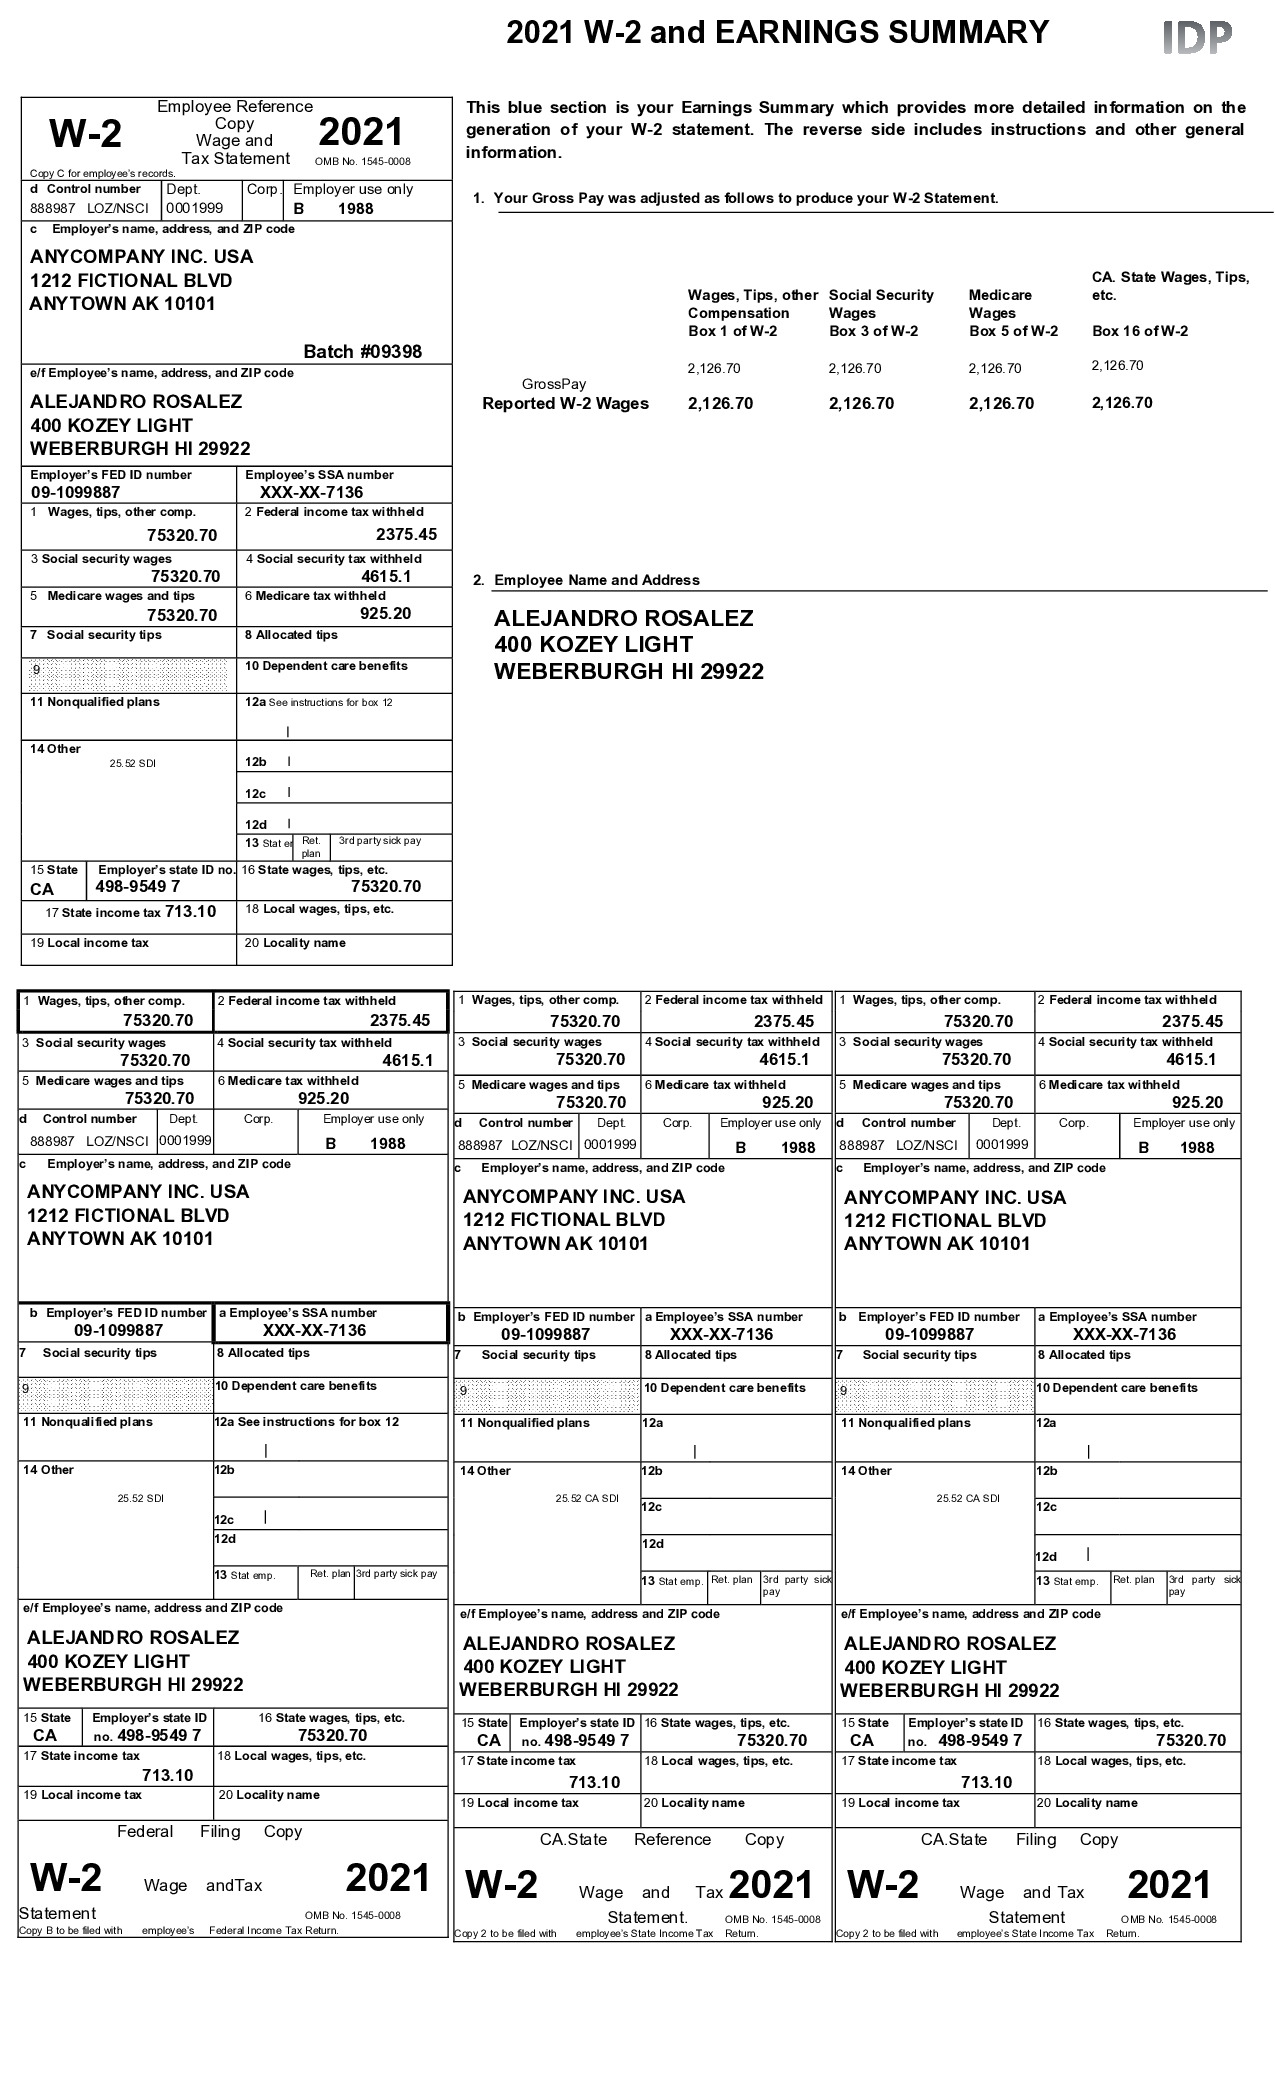 2021 W-2 and EARNINGS SUMMARY
IDP
Employee Reference
Copy
W-2 Wage and 2021
Tax Statement OMB No. 1545-0008
Copy C for employee's records.
d Control number Dept. Corp. Employer use only
888987 LOZ/NSCI 0001999 B 1988
c Employer's name, address, and ZIP code
ANYCOMPANY INC. USA
1212 FICTIONAL BLVD
ANYTOWN AK 10101
Batch #09398
e/f Employee's name, address, and ZIP code
ALEJANDRO ROSALEZ
400 KOZEY LIGHT
WEBERBURGH HI 29922
Employer's FED ID number Employee's SSA number
09-1099887 XXX-XX-7136
1 Wages, tips, other comp. 2 Federal income tax withheld
75320.70 2375.45
3 Social security wages 4 Social security tax withheld
75320.70 4615.1
5 Medicare wages and tips 6 Medicare tax withheld
75320.70 925.20
7 Social security tips 8 Allocated tips
9 10 Dependent care benefits
11 Nonqualified plans 12a See instructions for box 12
14 Other
25.52 SDI 12b
12c
12d
13 Stat er Ret. plan 3rd party sick pay
15 State Employer's state ID no. 16 State wages, tips, etc.
CA 498-9549 7 75320.70
17 State income tax 713.10 18 Local wages, tips, etc.
19 Local income tax 20 Locality name
This blue section is your Earnings Summary which provides more detailed information on the
generation of your W-2 statement. The reverse side includes instructions and other general
information.
1. Your Gross Pay was adjusted as follows to produce your W-2 Statement.
CA. State Wages, Tips,
Wages, Tips, other Social Security Medicare etc.
Compensation Wages Wages
Box 1 of W-2 Box 3 of W-2 Box 5 of W-2 Box 16 of W-2
2,126.70 2,126.70 2,126.70 2,126.70
GrossPay
Reported W-2 Wages 2,126.70 2,126.70 2,126.70 2,126.70
2. Employee Name and Address
ALEJANDRO ROSALEZ
400 KOZEY LIGHT
WEBERBURGH HI 29922
1 Wages, tips, other comp. 2 Federal income tax withheld
75320.70 2375.45
3 Social security wages 4 Social security tax withheld
75320.70 4615.1
5 Medicare wages and tips 6 Medicare tax withheld
75320.70 925.20
d Control number Dept. Corp. Employer use only
888987 LOZ/NSCI 0001999 B 1988
c Employer's name, address, and ZIP code
ANYCOMPANY INC. USA
1212 FICTIONAL BLVD
ANYTOWN AK 10101
b Employer's FED ID number a Employee's SSA number
09-1099887 XXX-XX-7136
7 Social security tips 8 Allocated tips
9 10 Dependent care benefits
11 Nonqualified plans 12a See instructions for box 12
14 Other 12b
25.52 SDI
12c
12d
13 Stat emp. Ret. plan 3rd party sick pay
e/f Employee's name, address and ZIP code
ALEJANDRO ROSALEZ
400 KOZEY LIGHT
WEBERBURGH HI 29922
15 State Employer's state ID 16 State wages, tips, etc.
CA no. 498-9549 7 75320.70
17 State income tax 18 Local wages, tips, etc.
713.10
19 Local income tax 20 Locality name
Federal Filing Copy
W-2 Wage andTax 2021
Statement OMB No. 1545-0008
Copy B to be filed with employee's Federal Income Tax Return.
1 Wages, tips, other comp. 2 Federal income tax withheld
75320.70 2375.45
3 Social security wages 4 Social security tax withheld
75320.70 4615.1
5 Medicare wages and tips 6 Medicare tax withheld
75320.70 925.20
d Control number Dept. Corp. Employer use only
888987 LOZ/NSCI 0001999 B 1988
c Employer's name, address, and ZIP code
ANYCOMPANY INC. USA
1212 FICTIONAL BLVD
ANYTOWN AK 10101
b Employer's FED ID number a Employee's SSA number
09-1099887 XXX-XX-7136
7 Social security tips 8 Allocated tips
9 10 Dependent care benefits
11 Nonqualified plans 12a
14 Other 12b
25.52 CA SDI
12c
12d
13 Stat emp. Ret. plan 3rd party sick pay
e/f Employee's name, address and ZIP code
ALEJANDRO ROSALEZ
400 KOZEY LIGHT
WEBERBURGH HI 29922
15 State Employer's state ID 16 State wages, tips, etc.
CA no. 498-9549 7 75320.70
17 State income tax 18 Local wages, tips, etc.
713.10
19 Local income tax 20 Locality name
CA.State Reference Copy
W-2 Wage and Tax 2021
Statement. OMB No. 1545-0008
Copy 2 to be filed with employee's State Income Tax Return.
1 Wages, tips, other comp. 2 Federal income tax withheld
75320.70 2375.45
3 Social security wages 4 Social security tax withheld
75320.70 4615.1
5 Medicare wages and tips 6 Medicare tax withheld
75320.70 925.20
d Control number Dept. Corp. Employer use only
888987 LOZ/NSCI 0001999 B 1988
c Employer's name, address, and ZIP code
ANYCOMPANY INC. USA
1212 FICTIONAL BLVD
ANYTOWN AK 10101
b Employer's FED ID number a Employee's SSA number
09-1099887 XXX-XX-7136
7 Social security tips 8 Allocated tips
9 10 Dependent care benefits
11 Nonqualified plans 12a
14 Other 12b
25.52 CA SDI
12c
12d
13 Stat emp. Ret. plan 3rd party sick pay
e/f Employee's name, address and ZIP code
ALEJANDRO ROSALEZ
400 KOZEY LIGHT
WEBERBURGH HI 29922
15 State Employer's state ID 16 State wages, tips, etc.
CA no. 498-9549 7 75320.70
17 State income tax 18 Local wages, tips, etc.
713.10
19 Local income tax 20 Locality name
CA.State Filing Copy
W-2 Wage and Tax 2021
Statement OMB No. 1545-0008
Copy 2 to be filed with employee's State Income Tax Return.